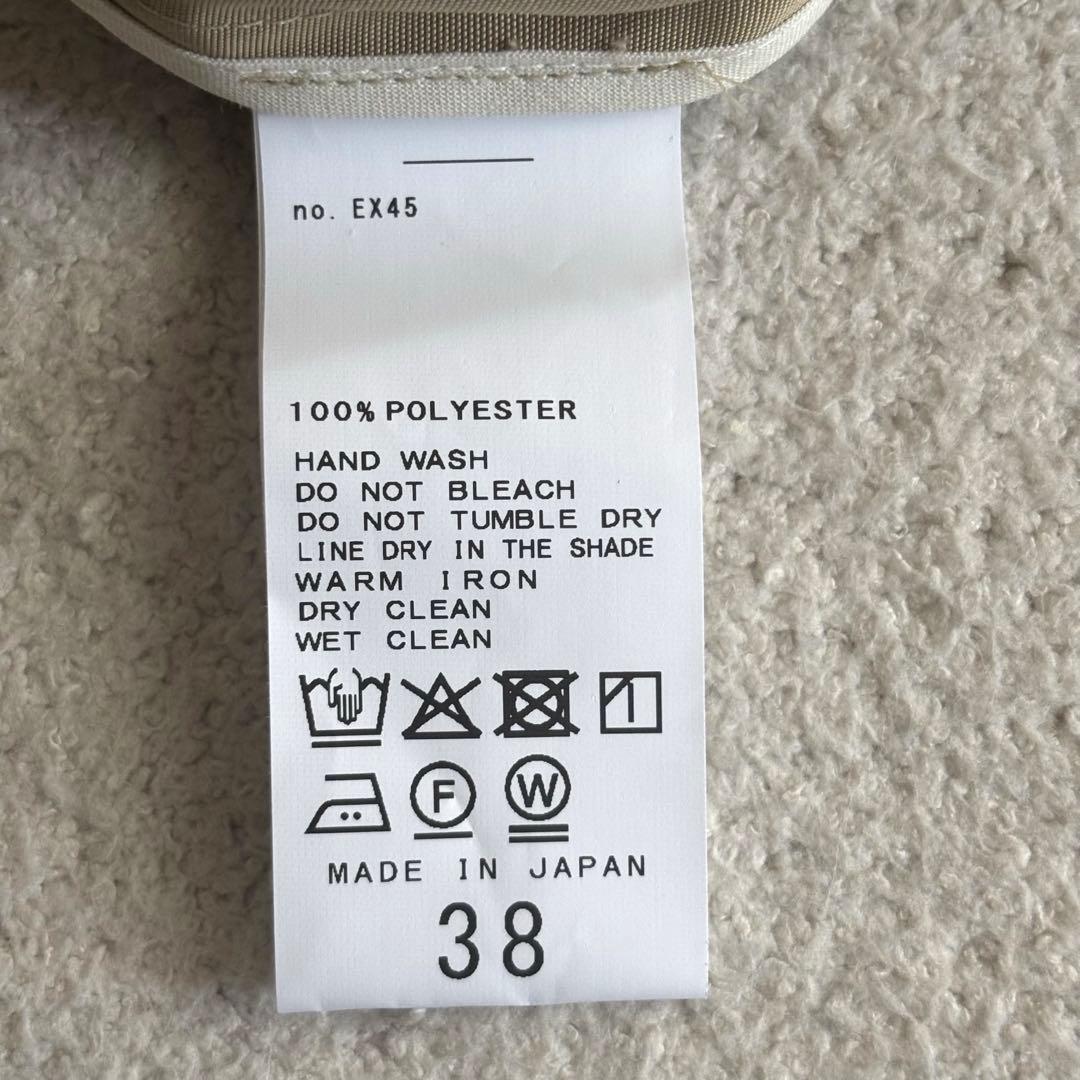 no. EX45
100% POLYESTER
HAND WASH
DO NOT BLEACH
DO NOT TUMBLE DRY
LINE DRY IN THE SHADE
WARM IRON
DRY CLEAN
WET CLEAN
F W
MADE IN JAPAN
38